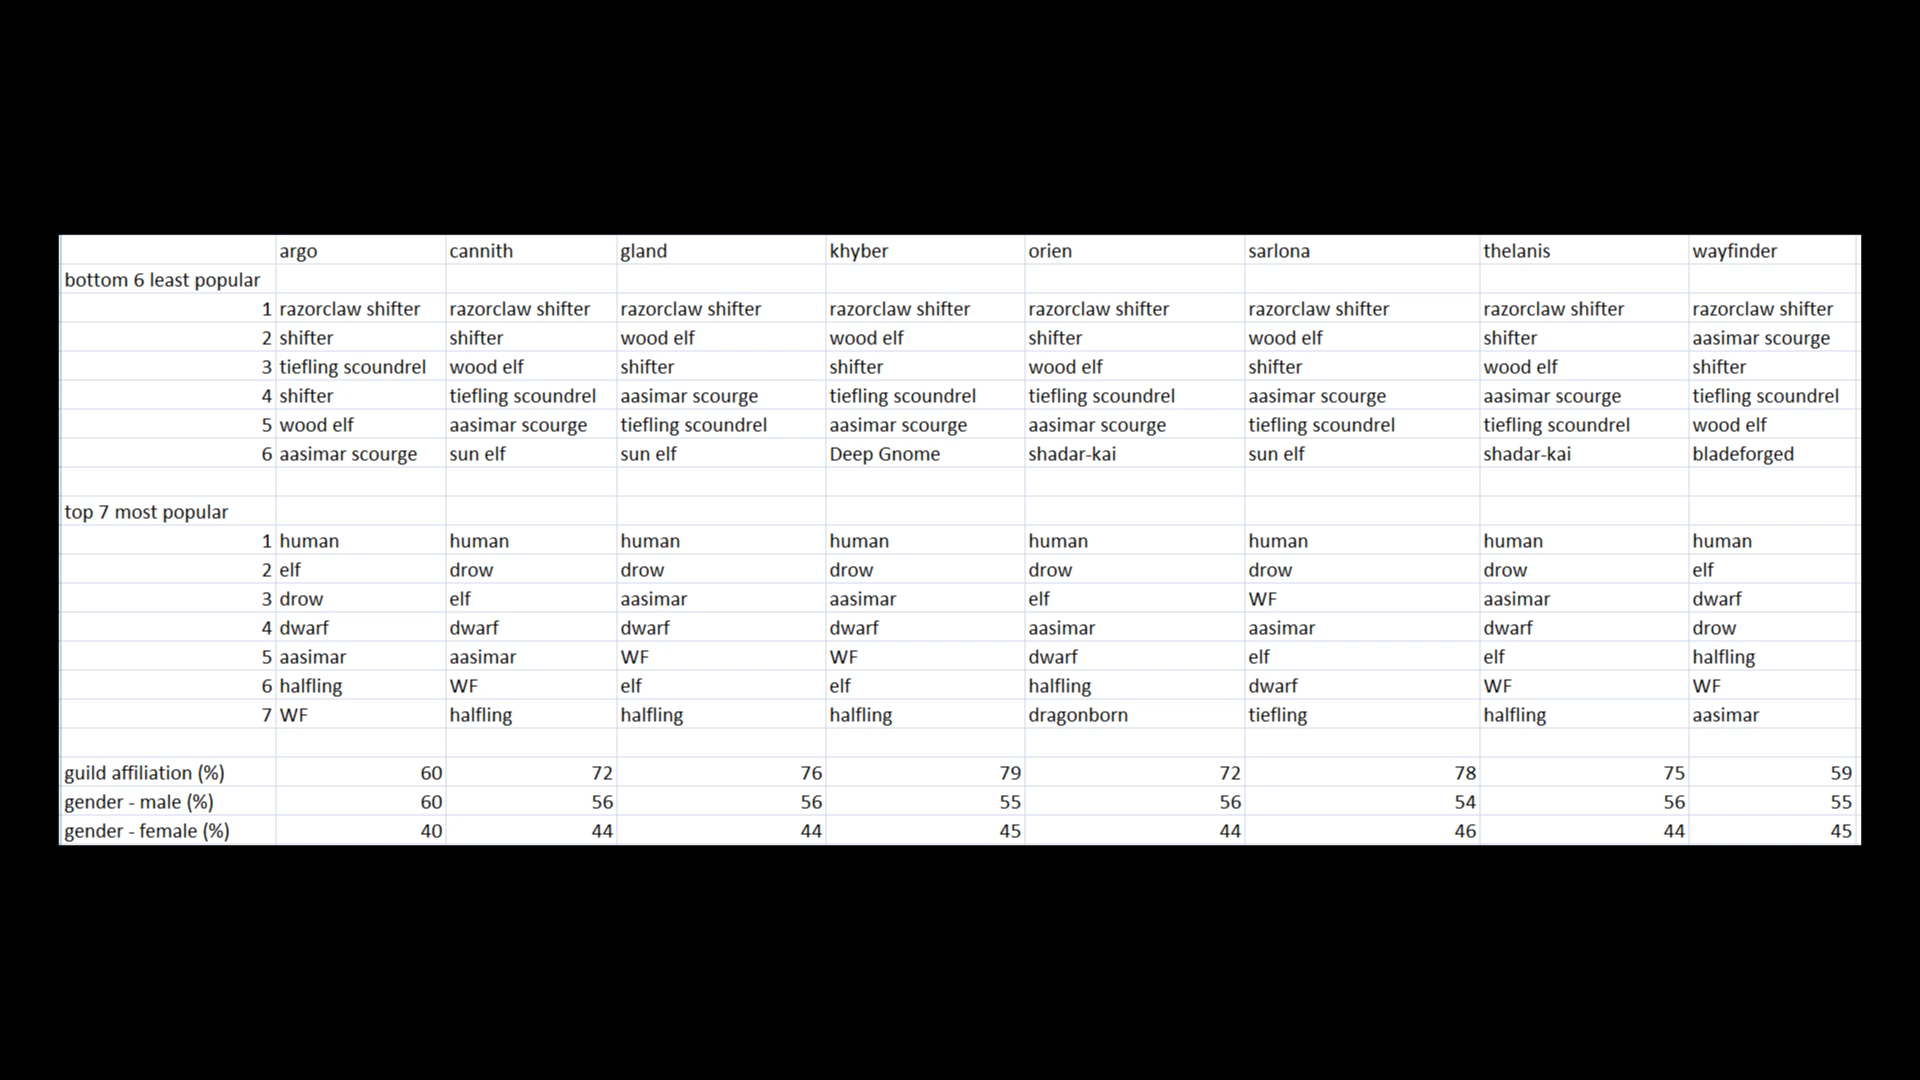 argo cannith gland khyber orien sarlona thelanis wayfinder
bottom 6 least popular
1 razorclaw shifter razorclaw shifter razorclaw shifter razorclaw shifter razorclaw shifter razorclaw shifter razorclaw shifter razorclaw shifter
2 shifter shifter wood elf wood elf shifter wood elf shifter aasimar scourge
3 tiefling scoundrel wood elf shifter shifter wood elf shifter wood elf shifter
4 shifter tiefling scoundrel aasimar scourge tiefling scoundrel tiefling scoundrel aasimar scourge aasimar scourge tiefling scoundrel
5 wood elf aasimar scourge tiefling scoundrel aasimar scourge aasimar scourge tiefling scoundrel tiefling scoundrel wood elf
6 aasimar scourge sun elf sun elf Deep Gnome shadar-kai sun elf shadar-kai bladeforged
top 7 most popular
1 human human human human human human human human
2 elf drow drow drow drow drow drow elf
3 drow elf aasimar aasimar elf WF aasimar dwarf
4 dwarf dwarf dwarf dwarf aasimar aasimar dwarf drow
5 aasimar aasimar WF WF dwarf elf elf halfling
6 halfling WF elf elf halfling dwarf WF WF
7 WF halfling halfling halfling dragonborn tiefling halfling aasimar
guild affiliation (%) 60 72 76 79 72 78 75 59
gender - male (%) 60 56 56 55 56 54 56 55
gender - female (%) 40 44 44 45 44 46 44 45